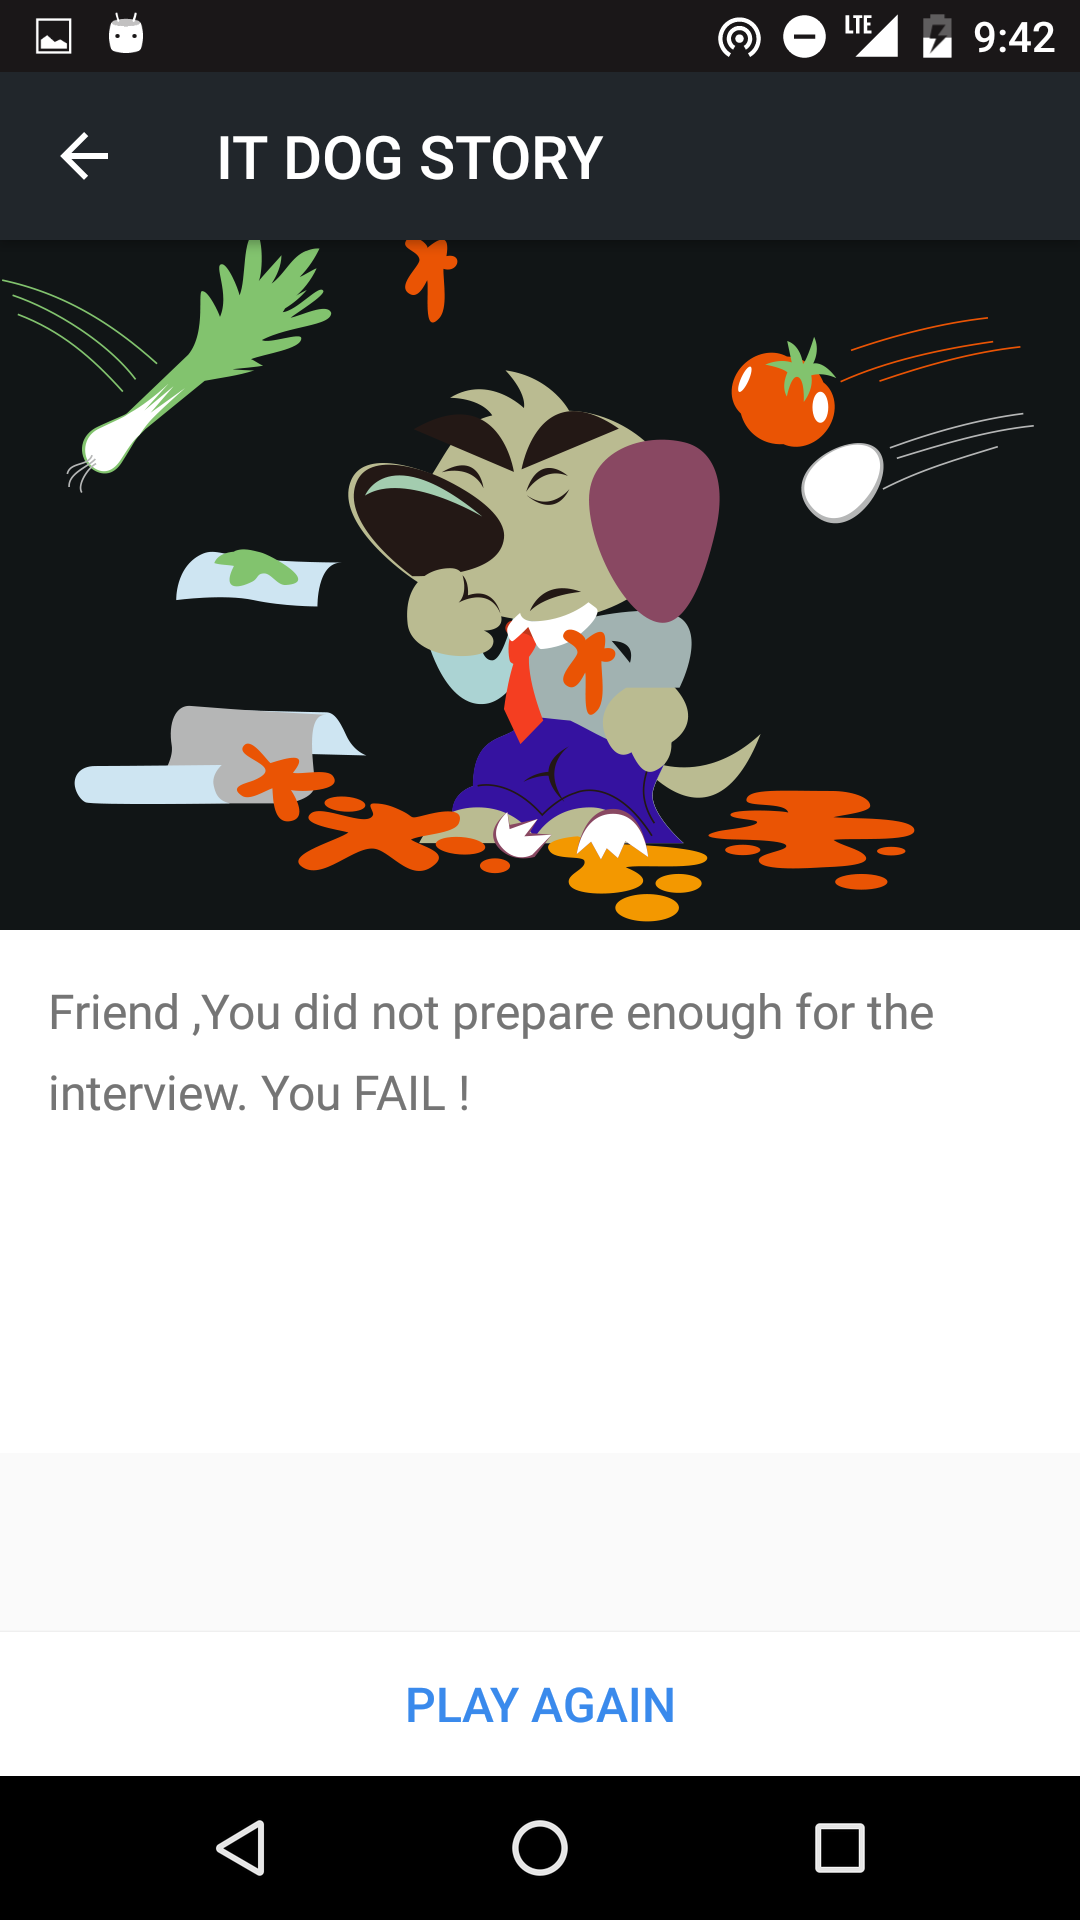 LTE 9:42
IT DOG STORY
Friend ,You did not prepare enough for the
interview. You FAIL !
PLAY AGAIN